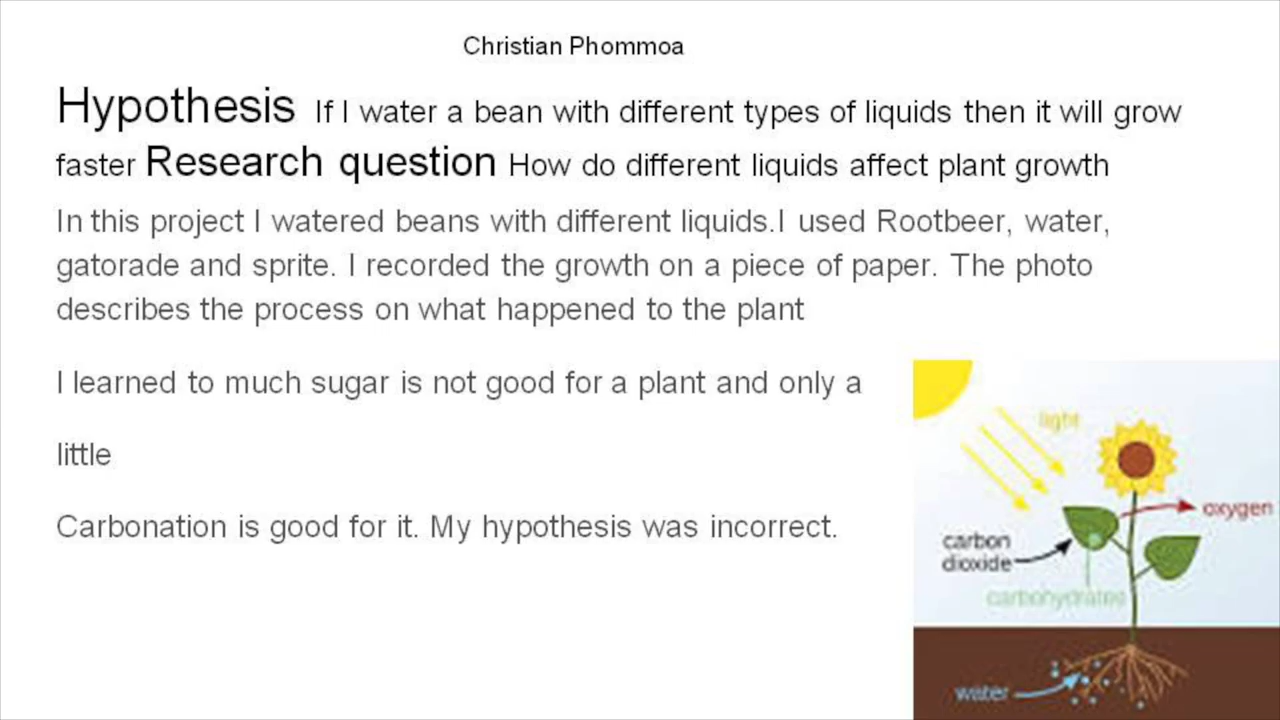 Christian Phommoa
Hypothesis If I water a bean with different types of liquids then it will grow
faster Research question How do different liquids affect plant growth
In this project I watered beans with different liquids.I used Rootbeer, water,
gatorade and sprite. I recorded the growth on a piece of paper. The photo
describes the process on what happened to the plant
I learned to much sugar is not good for a plant and only a
little
Carbonation is good for it. My hypothesis was incorrect.
light
oxygen
carbon
dioxide
carbohydrates
water